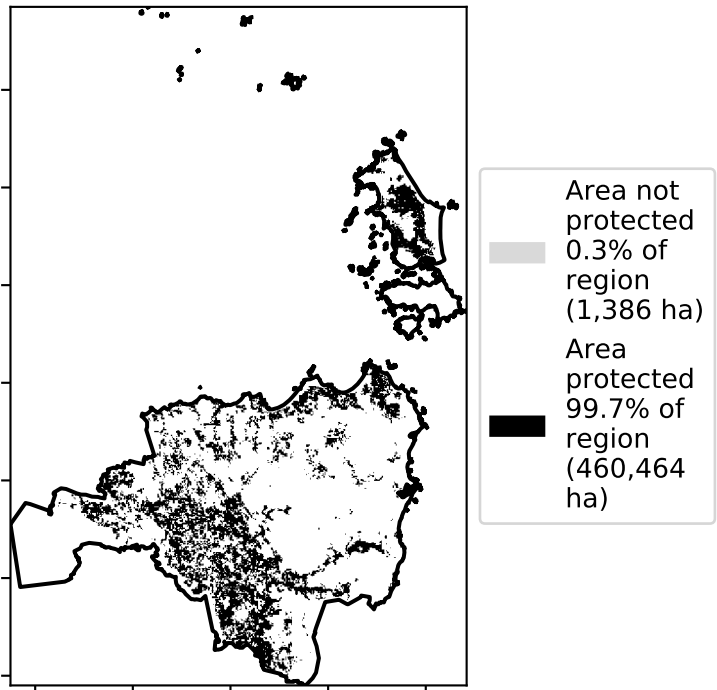 Area not
protected
0.3% of
region
(1,386 ha)
Area
protected
99.7% of
region
(460,464
ha)